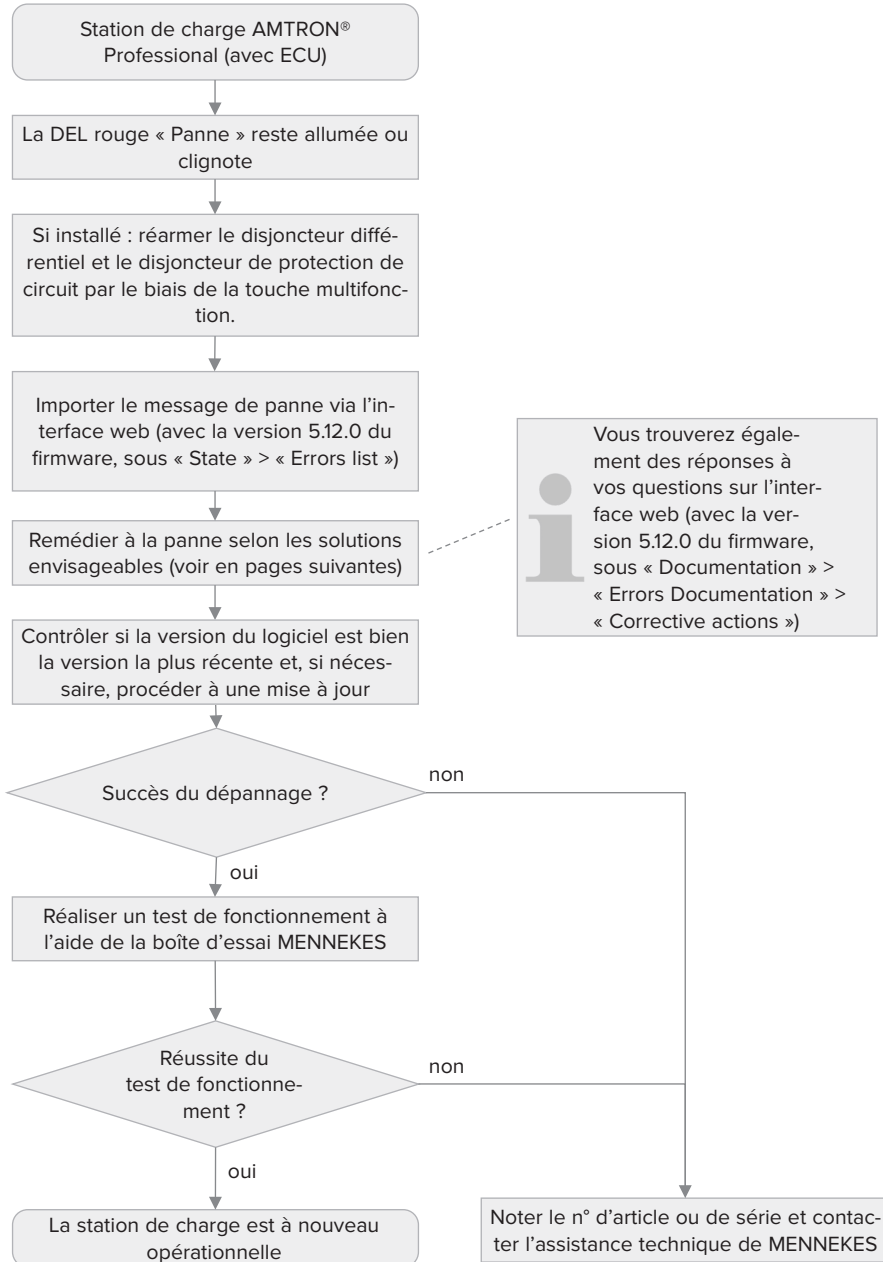 Station de charge AMTRON®
Professional (avec ECU)
La DEL rouge « Panne » reste allumée ou
clignote
Si installé : réarmer le disjoncteur diffé-
rentiel et le disjoncteur de protection de
circuit par le biais de la touche multifonc-
tion.
Importer le message de panne via l'in-
terface web (avec la version 5.12.0 du
firmware, sous « State » > « Errors list »)
Vous trouverez égale-
ment des réponses à
vos questions sur l'inter-
face web (avec la ver-
sion 5.12.0 du firmware,
sous « Documentation » >
« Errors Documentation » >
« Corrective actions »)
Remédier à la panne selon les solutions
envisageables (voir en pages suivantes)
Contrôler si la version du logiciel est bien
la version la plus récente et, si néces-
saire, procéder à une mise à jour
Succès du dépannage ?
non
oui
Réaliser un test de fonctionnement à
l'aide de la boîte d'essai MENNEKES
Réussite du
test de fonctionne-
ment ?
non
oui
La station de charge est à nouveau
opérationnelle
Noter le n° d'article ou de série et contac-
ter l'assistance technique de MENNEKES